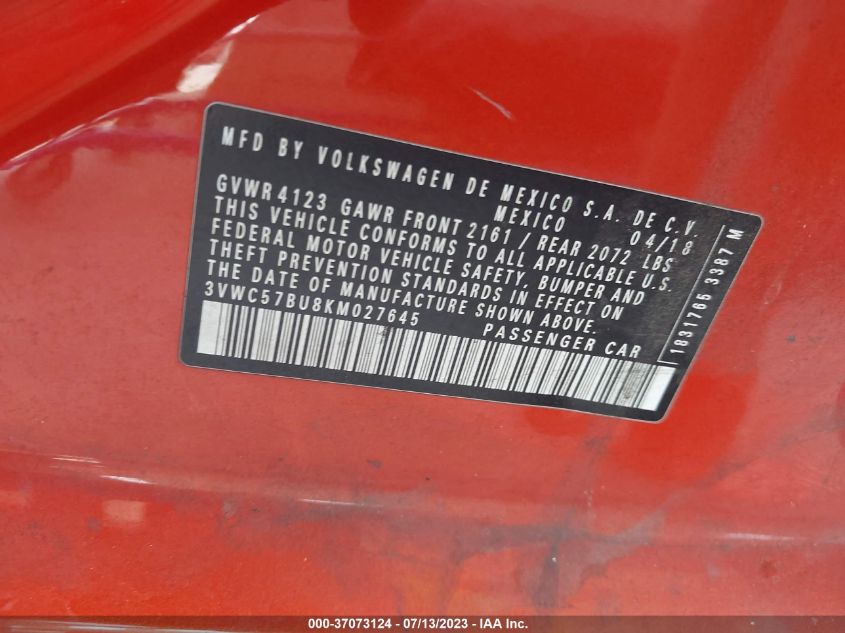 MFD BY VOLKSWAGEN DE MEXICO S.A. DE C.V.
MEXICO 04/18
GVWR 4123 GAWR FRONT 2161 / REAR 2072 LBS
THIS VEHICLE CONFORMS TO ALL APPLICABLE U.S.
FEDERAL MOTOR VEHICLE SAFETY, BUMPER AND
THEFT PREVENTION STANDARDS IN EFFECT ON
THE DATE OF MANUFACTURE SHOWN ABOVE.
3VWC57BU8KM027645 PASSENGER CAR
1831765 3387 M
000-37073124 - 07/13/2023 - IAA Inc.